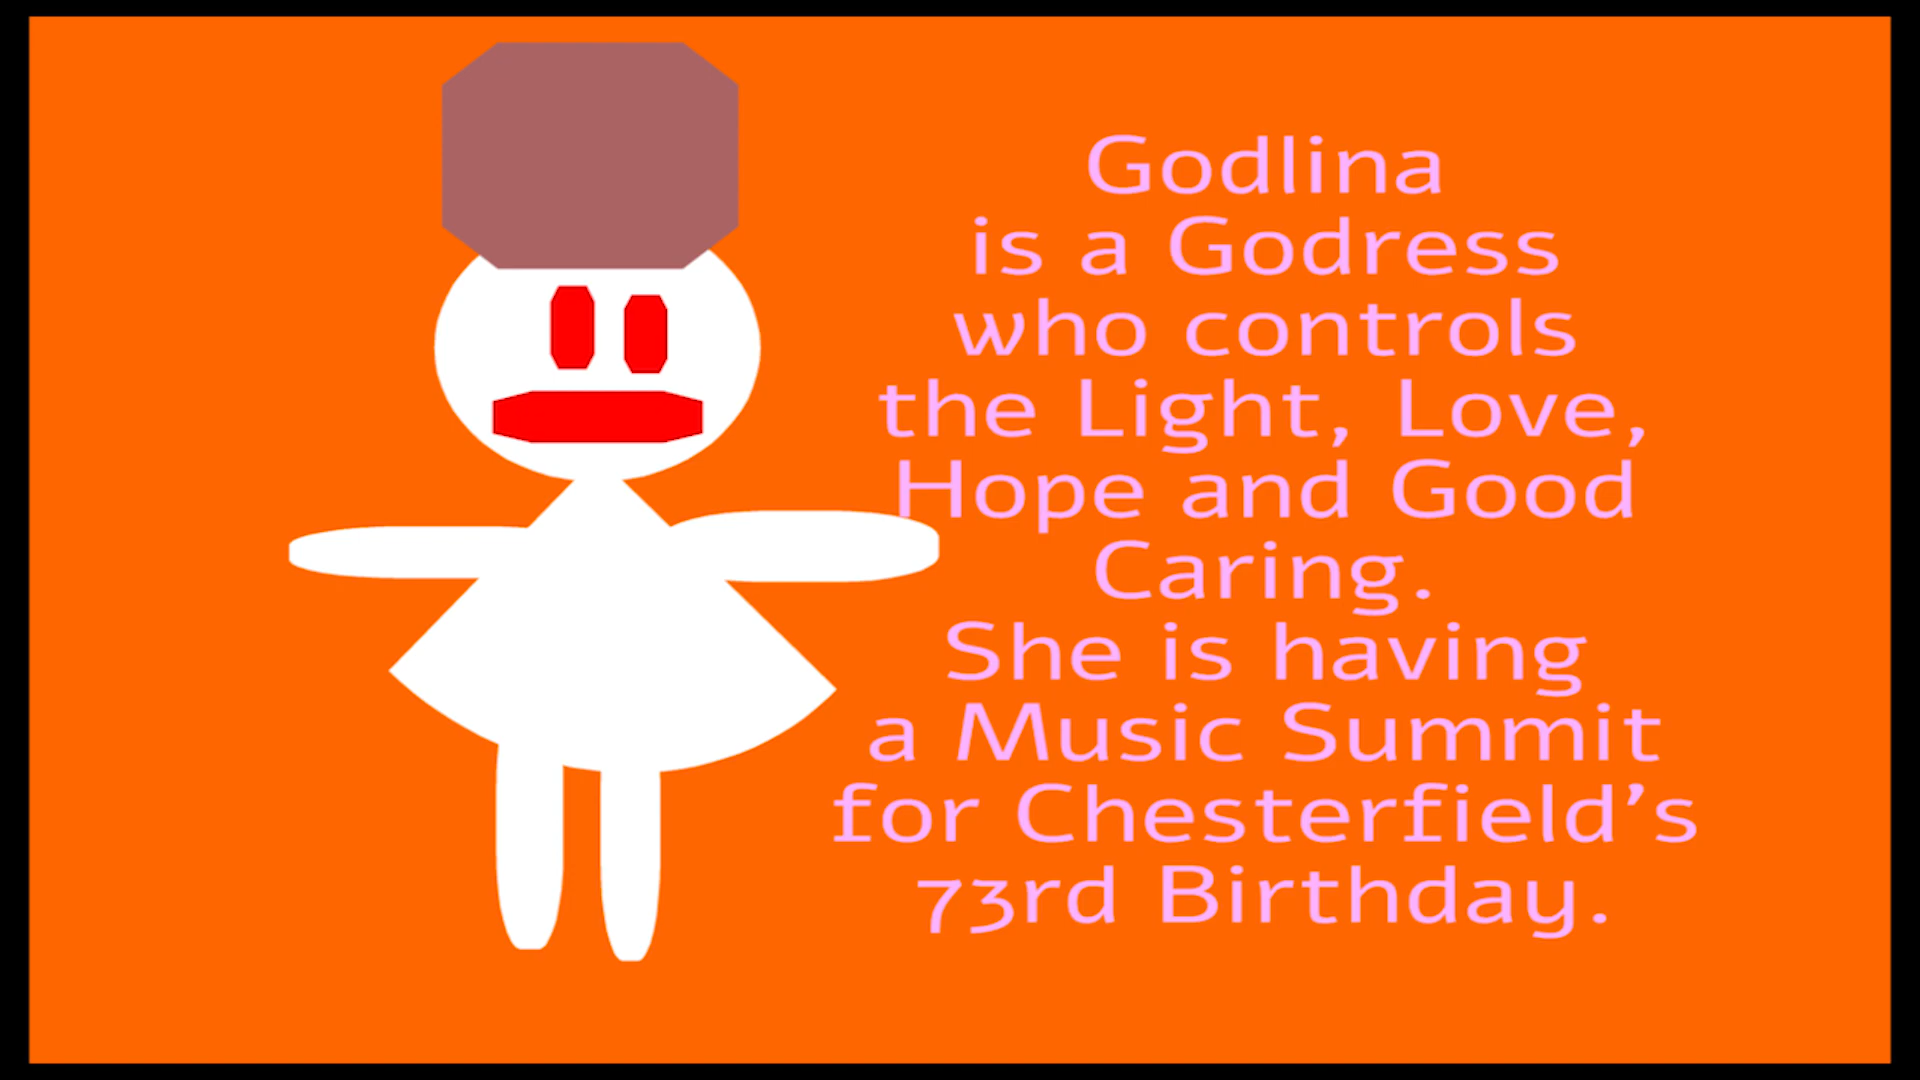 Godlina
is a Godress
who controls
the Light, Love,
Hope and Good
Caring.
She is having
a Music Summit
for Chesterfield’s
73rd Birthday.